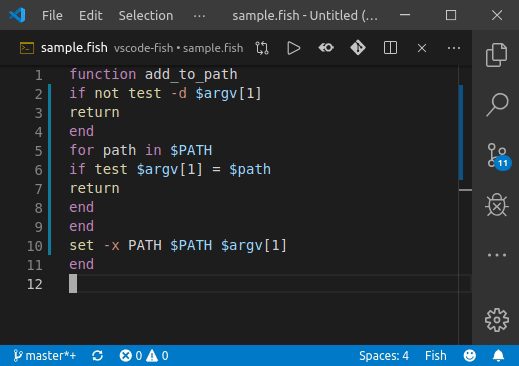 File Edit Selection ··· sample.fish - Untitled (...
sample.fish vscode-fish • sample.fish ···
1 function add_to_path
2 if not test -d $argv[1]
3 return
4 end
5 for path in $PATH
6 if test $argv[1] = $path
7 return
8 end
9 end
10 set -x PATH $PATH $argv[1]
11 end
12
11
···
master*+ 0 0 Spaces: 4 Fish